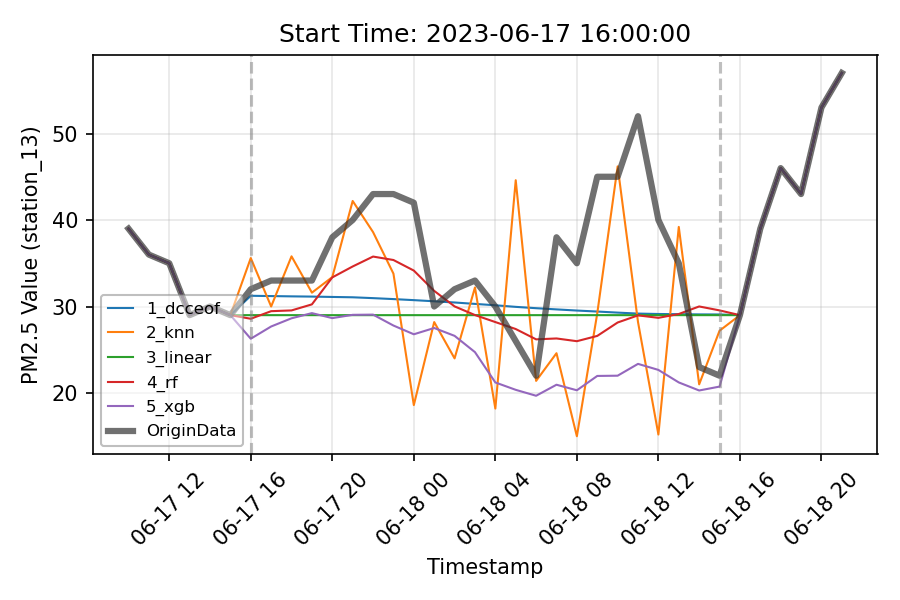 Start Time: 2023-06-17 16:00:00
PM2.5 Value (station_13)
50
40
30
20
1_dcceof
2_knn
3_linear
4_rf
5_xgb
OriginData
06-17 12
06-17 16
06-17 20
06-18 00
06-18 04
06-18 08
06-18 12
06-18 16
06-18 20
Timestamp